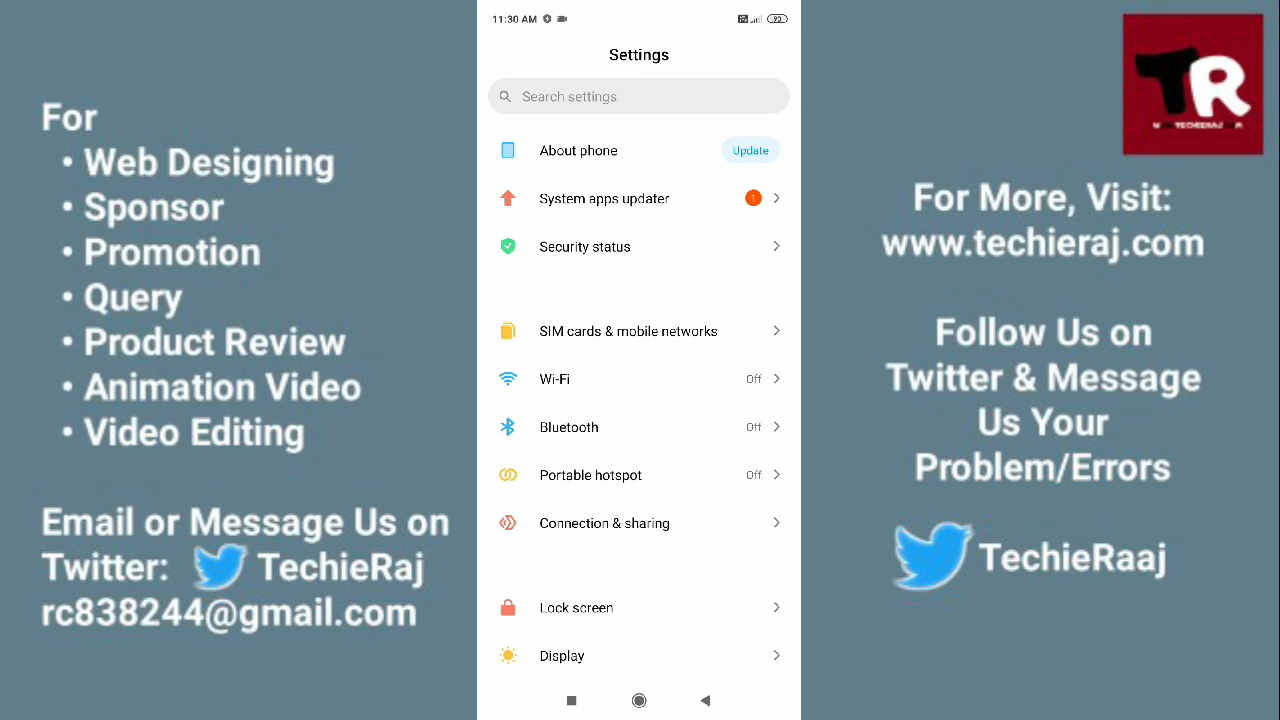 For
• Web Designing
• Sponsor
• Promotion
• Query
• Product Review
• Animation Video
• Video Editing
Email or Message Us on
Twitter: TechieRaj
rc838244@gmail.com
11:30 AM
90
Settings
Search settings
About phone Update
System apps updater 1
Security status
SIM cards & mobile networks
Wi-Fi Off
Bluetooth Off
Portable hotspot Off
Connection & sharing
Lock screen
Display
TR
For More, Visit:
www.techieraj.com
Follow Us on
Twitter & Message
Us Your
Problem/Errors
TechieRaaj